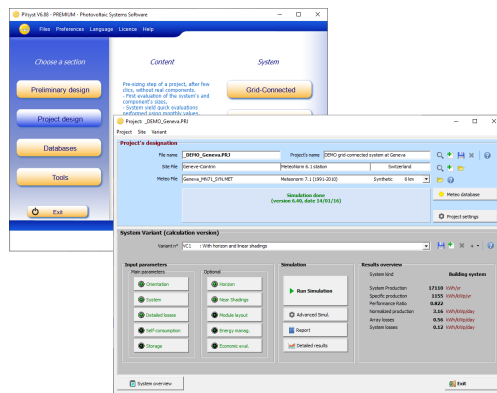 PVsyst V6.88 - PREMIUM - Photovoltaic Systems Software
Files Preferences Language Licence Help
Choose a section
Content
System
Preliminary design
Project design
Databases
Tools
Exit
Pre-sizing step of a project, after few
clics, without real components.
- First evaluation of the system's and
component's sizes.
- System yield quick evaluations
performed using monthly values.
Grid-Connected
Project: _DEMO_Geneva.PRJ
Project Site Variant
Project's designation
File name _DEMO_Geneva.PRJ Project's name DEMO grid-connected system at Geneva
Site File Geneve-Cointrin MeteoNorm 6.1 station Switzerland
Meteo File Geneva_MN71_SYN.MET Meteonorm 7.1 (1991-2010) Synthetic 0 km
Simulation done
(version 6.40, date 14/01/16)
Meteo database
Project settings
System Variant (calculation version)
Variant n° VC1 : With horizon and linear shadings
Input parameters
Main parameters
Orientation
System
Detailed losses
Self-consumption
Storage
Optional
Horizon
Near Shadings
Module layout
Energy manag.
Economic eval.
Simulation
Run Simulation
Advanced Simul.
Report
Detailed results
Results overview
System kind Building system
System Production 17110 kWh/yr
Specific production 1155 kWh/kWp/yr
Performance Ratio 0.822
Normalized production 3.16 kWh/kWp/day
Array losses 0.56 kWh/kWp/day
System losses 0.12 kWh/kWp/day
System overview
Exit